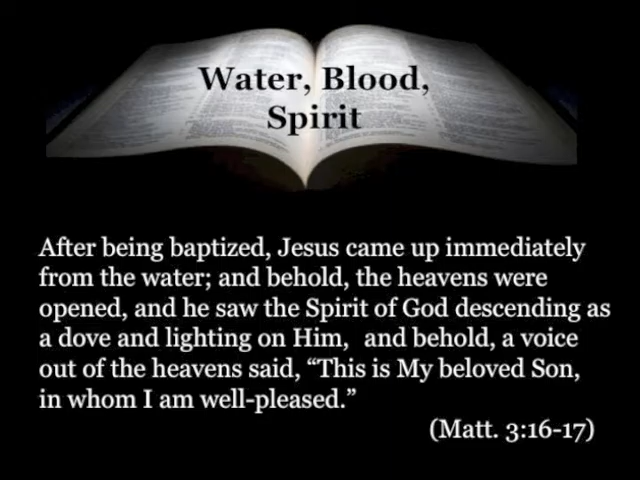 Water, Blood,
Spirit
After being baptized, Jesus came up immediately
from the water; and behold, the heavens were
opened, and he saw the Spirit of God descending as
a dove and lighting on Him, and behold, a voice
out of the heavens said, “This is My beloved Son,
in whom I am well-pleased.”
(Matt. 3:16-17)